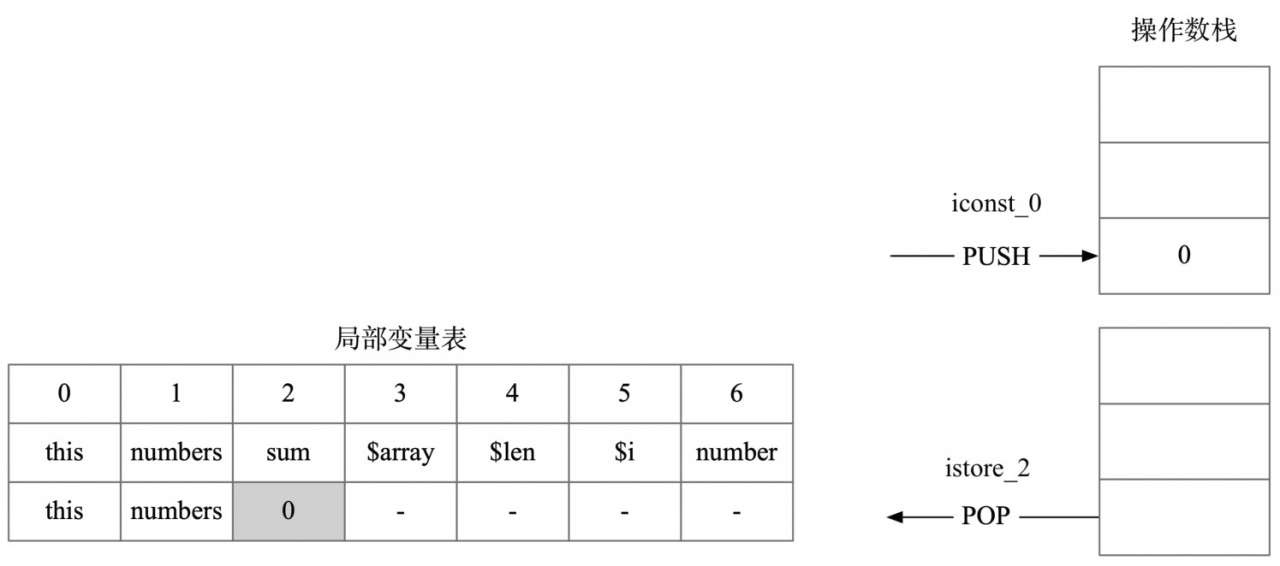 操作数栈
iconst_0
PUSH
0
局部变量表
0 1 2 3 4 5 6
this numbers sum $array $len $i number
this numbers 0 - - - -
istore_2
POP